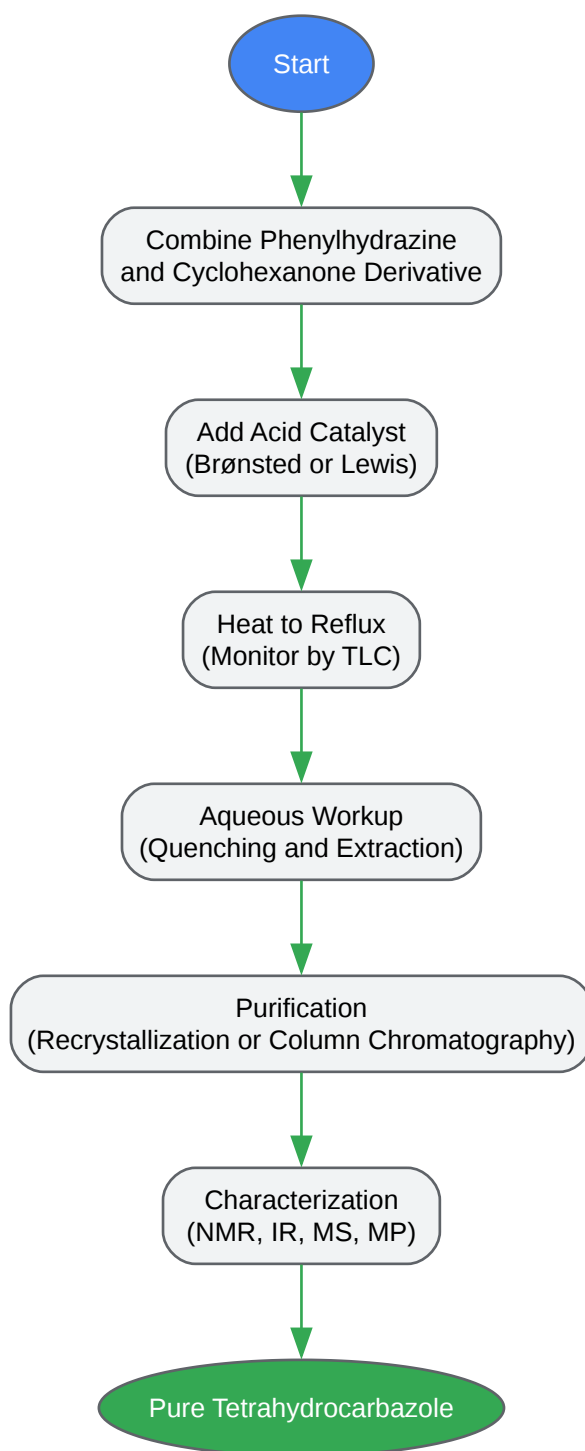 Start
Combine Phenylhydrazine
and Cyclohexanone Derivative
Add Acid Catalyst
(Brønsted or Lewis)
Heat to Reflux
(Monitor by TLC)
Aqueous Workup
(Quenching and Extraction)
Purification
(Recrystallization or Column Chromatography)
Characterization
(NMR, IR, MS, MP)
Pure Tetrahydrocarbazole